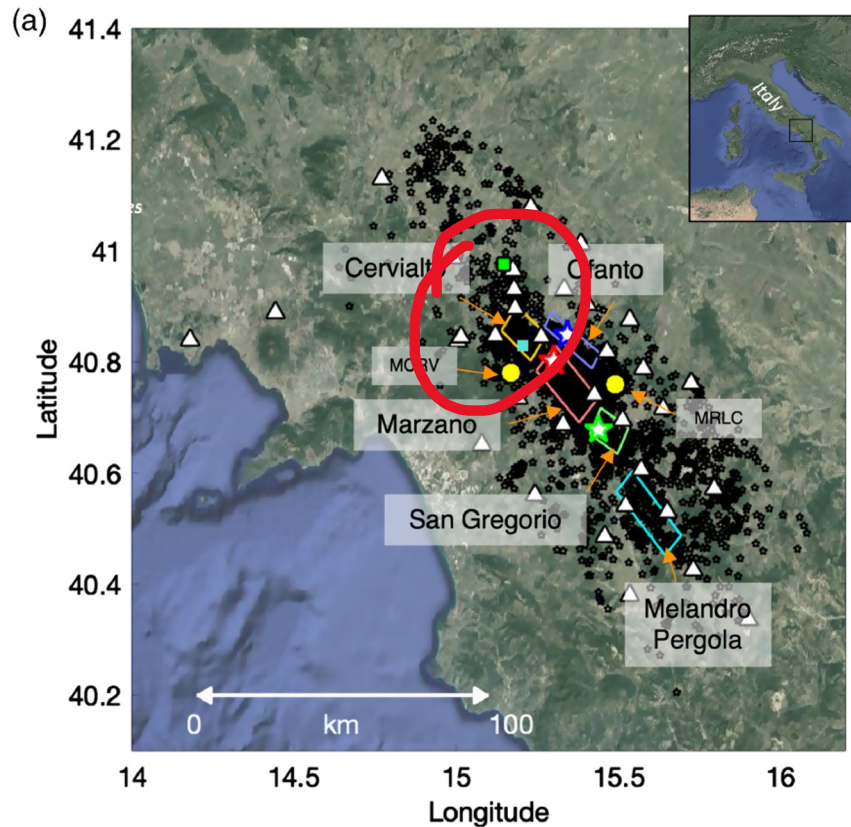 (a)
41.4
41.2
41
40.8
40.6
40.4
40.2
Latitude
14
14.5
15
15.5
16
Longitude
Italy
es
Cervialto
Ofanto
MCRV
Marzano
MRLC
San Gregorio
Melandro
Pergola
0 km 100